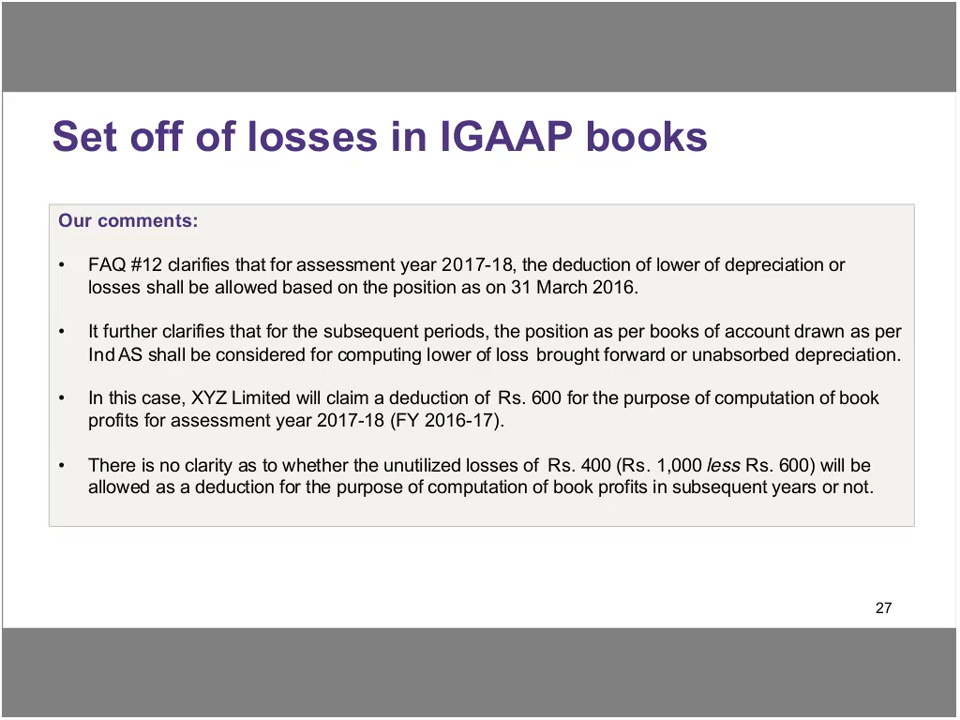 Set off of losses in IGAAP books
Our comments:
• FAQ #12 clarifies that for assessment year 2017-18, the deduction of lower of depreciation or
losses shall be allowed based on the position as on 31 March 2016.
• It further clarifies that for the subsequent periods, the position as per books of account drawn as per
Ind AS shall be considered for computing lower of loss brought forward or unabsorbed depreciation.
• In this case, XYZ Limited will claim a deduction of Rs. 600 for the purpose of computation of book
profits for assessment year 2017-18 (FY 2016-17).
• There is no clarity as to whether the unutilized losses of Rs. 400 (Rs. 1,000 less Rs. 600) will be
allowed as a deduction for the purpose of computation of book profits in subsequent years or not.
27